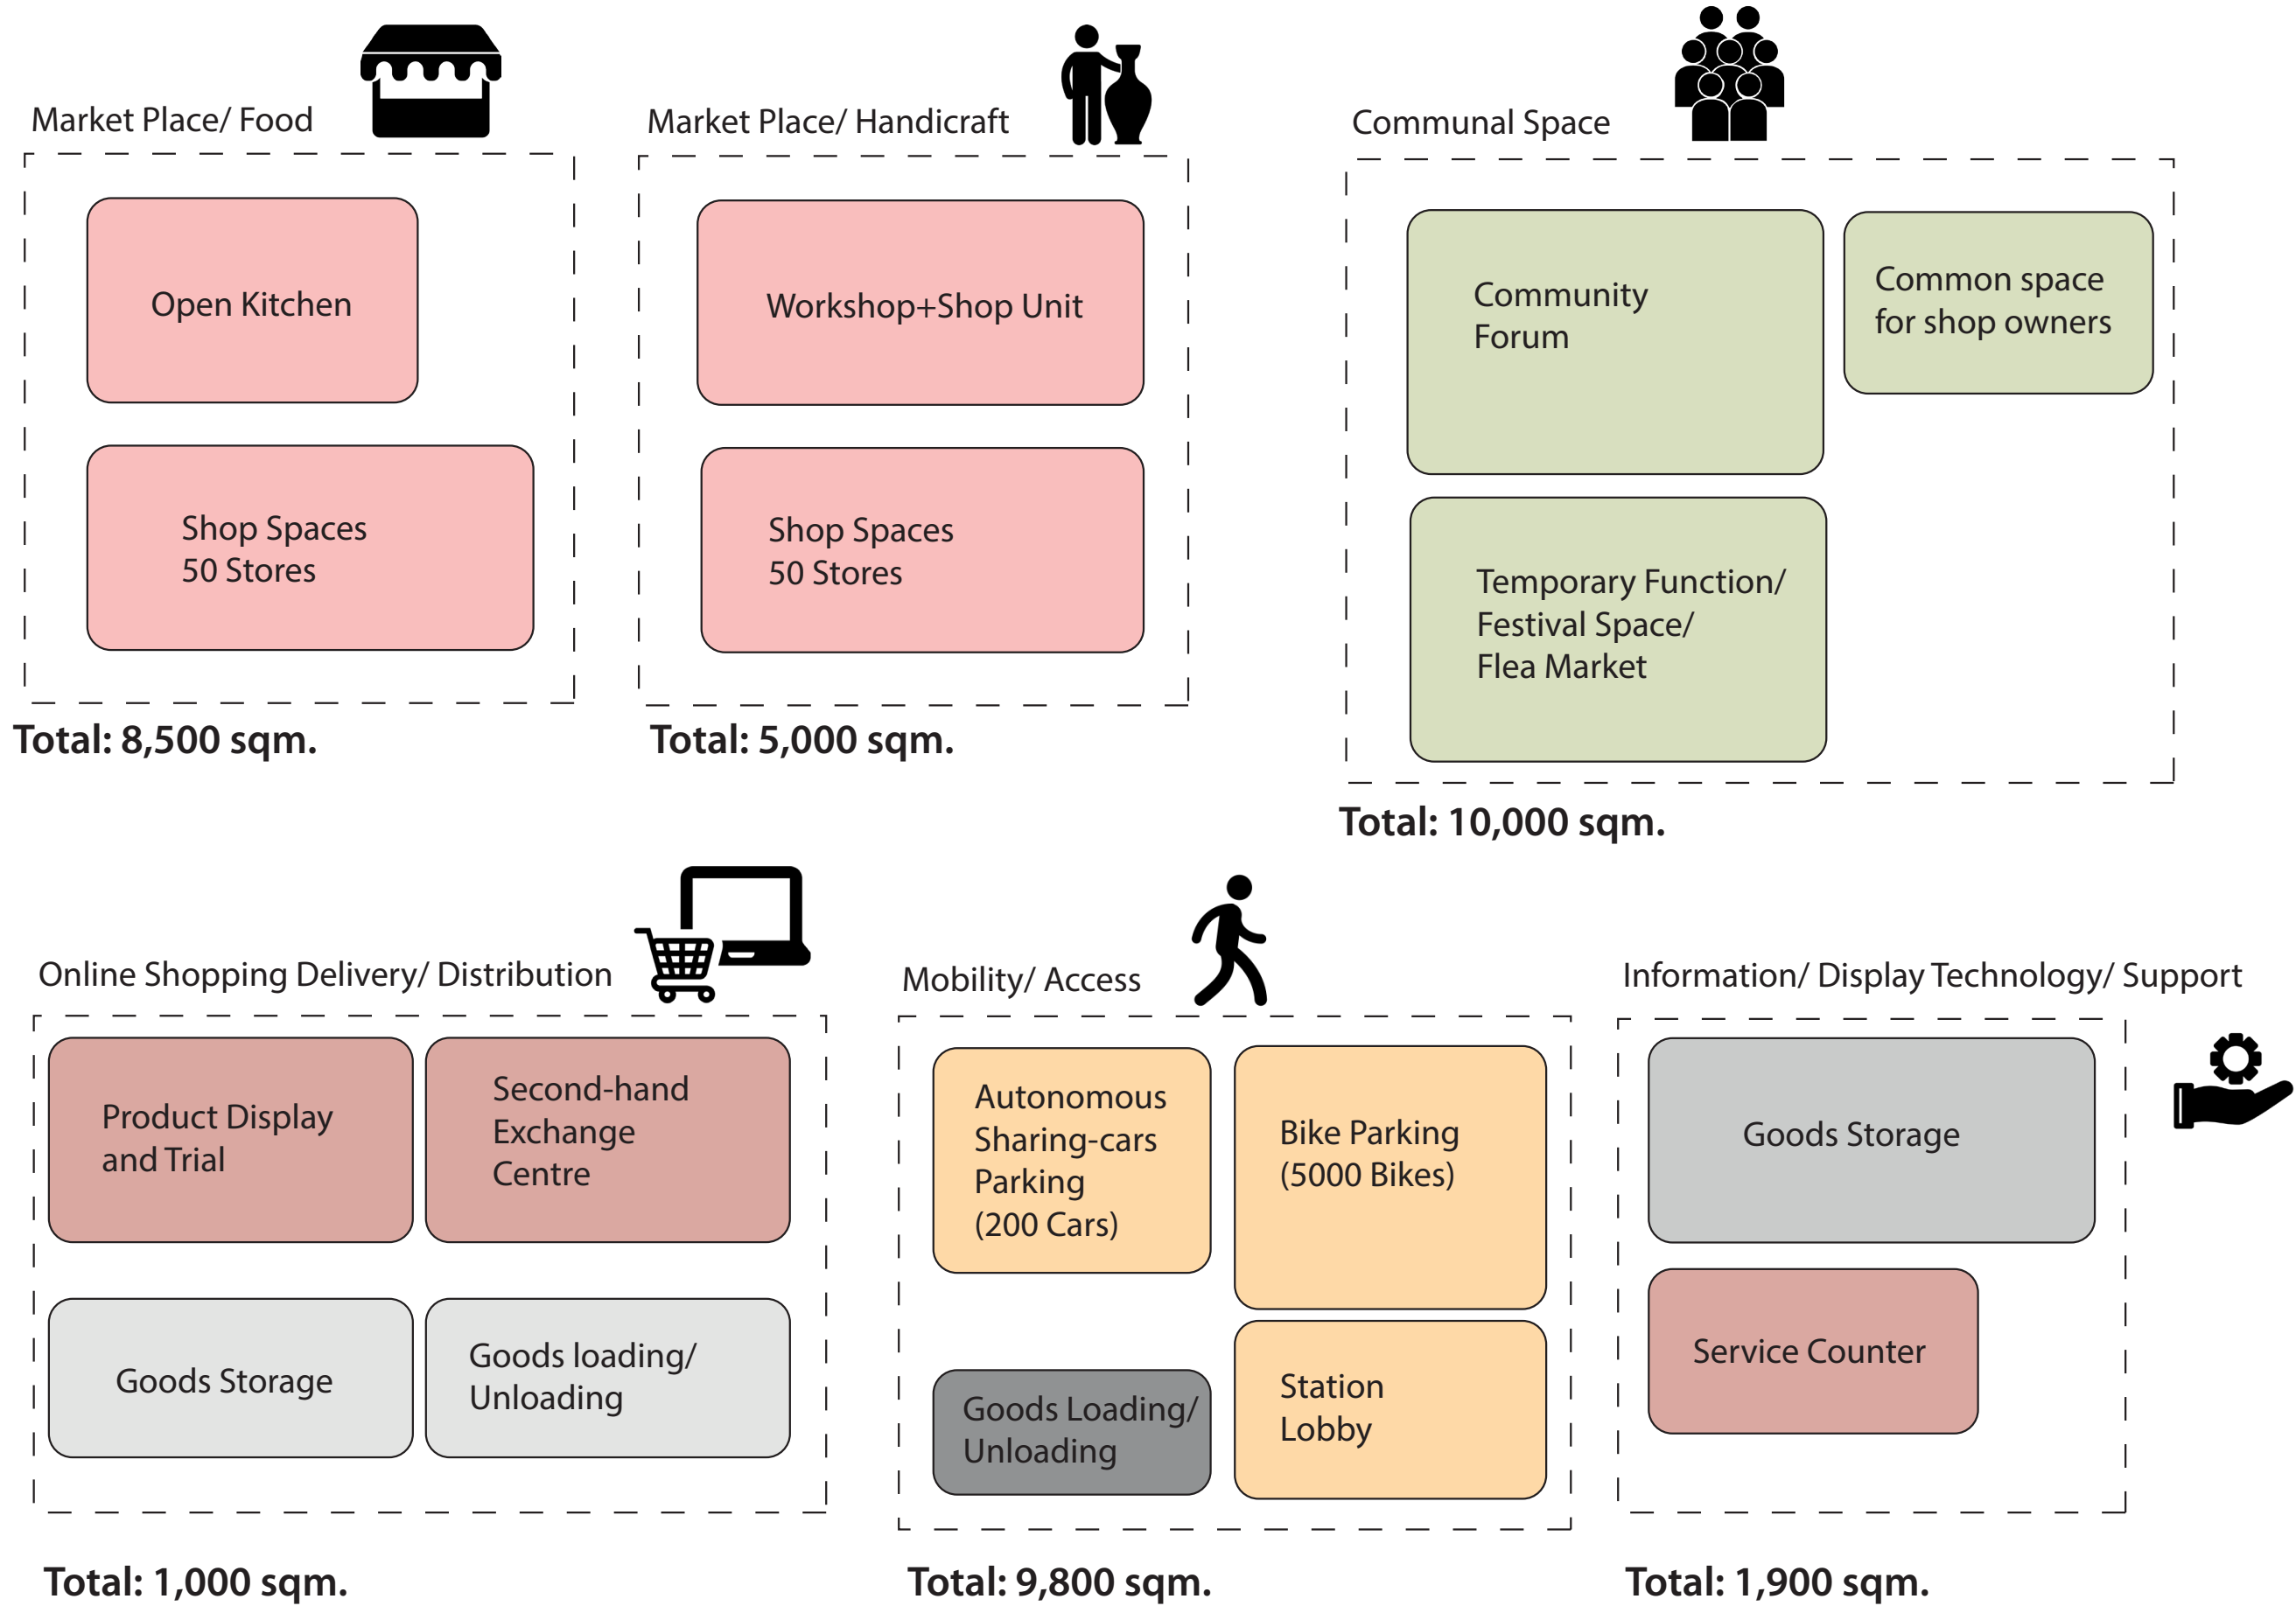 Market Place/ Food
Open Kitchen
Shop Spaces
50 Stores
Total: 8,500 sqm.
Market Place/ Handicraft
Workshop+Shop Unit
Shop Spaces
50 Stores
Total: 5,000 sqm.
Communal Space
Community
Forum
Common space
for shop owners
Temporary Function/
Festival Space/
Flea Market
Total: 10,000 sqm.
Online Shopping Delivery/ Distribution
Product Display
and Trial
Second-hand
Exchange
Centre
Goods Storage
Goods loading/
Unloading
Total: 1,000 sqm.
Mobility/ Access
Autonomous
Sharing-cars
Parking
(200 Cars)
Bike Parking
(5000 Bikes)
Goods Loading/
Unloading
Station
Lobby
Total: 9,800 sqm.
Information/ Display Technology/ Support
Goods Storage
Service Counter
Total: 1,900 sqm.